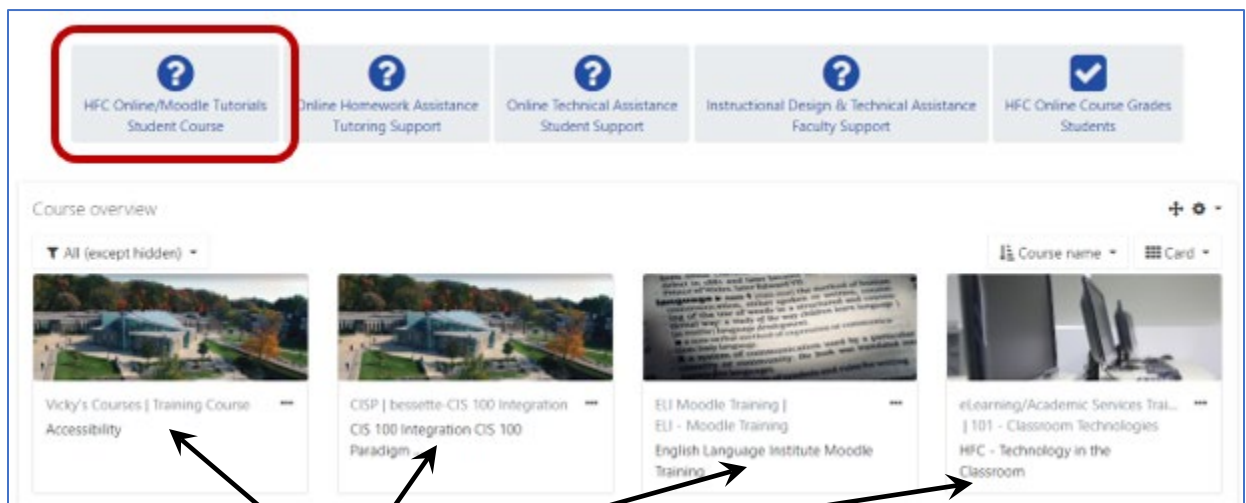 HFC Online/Moodle Tutorials
Student Course
Online Homework Assistance
Tutoring Support
Online Technical Assistance
Student Support
Instructional Design & Technical Assistance
Faculty Support
HFC Online Course Grades
Students
Course overview
All (except hidden)
Course name
Card
Vicky's Courses | Training Course
Accessibility
CISP | bessette-CIS 100 Integration
CIS 100 Integration CIS 100
Paradigm
ELI Moodle Training |
ELI - Moodle Training
English Language Institute Moodle
Training
eLearning/Academic Services Trai...
| 101 - Classroom Technologies
HFC - Technology in the
Classroom